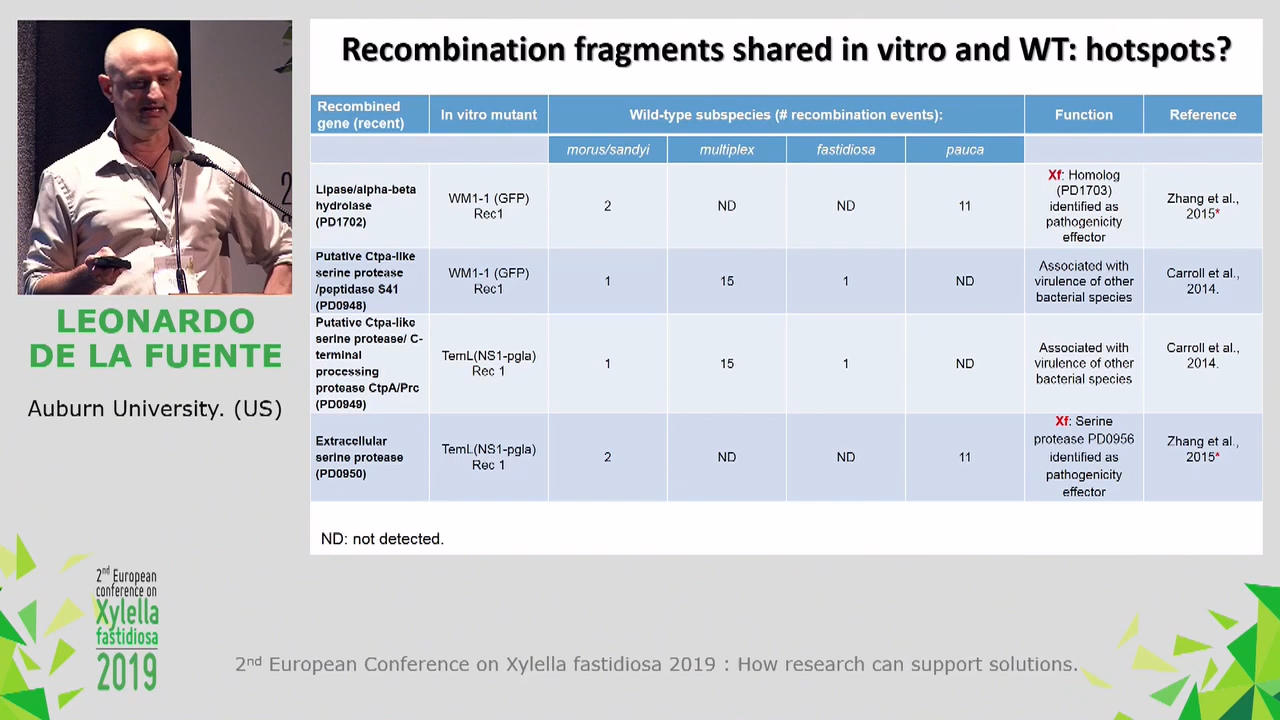 Recombination fragments shared in vitro and WT: hotspots?
Recombined
gene (recent)
In vitro mutant
Wild-type subspecies (# recombination events):
Function
Reference
morus/sandyi
multiplex
fastidiosa
pauca
Lipase/alpha-beta
hydrolase
(PD1702)
WM1-1 (GFP)
Rec1
2
ND
ND
11
Xf: Homolog
(PD1703)
identified as
pathogenicity
effector
Zhang et al.,
2015*
Putative Ctpa-like
serine protease
/peptidase S41
(PD0948)
WM1-1 (GFP)
Rec1
1
15
1
ND
Associated with
virulence of other
bacterial species
Carroll et al.,
2014.
Putative Ctpa-like
serine protease/ C-
terminal
processing
protease CtpA/Prc
(PD0949)
TemL(NS1-pgla)
Rec 1
1
15
1
ND
Associated with
virulence of other
bacterial species
Carroll et al.,
2014.
Extracellular
serine protease
(PD0950)
TemL(NS1-pgla)
Rec 1
2
ND
ND
11
Xf: Serine
protease PD0956
identified as
pathogenicity
effector
Zhang et al.,
2015*
ND: not detected.
LEONARDO
DE LA FUENTE
Auburn University. (US)
2nd European
conference on
Xylella
fastidiosa
2019
2nd European Conference on Xylella fastidiosa 2019 : How research can support solutions.